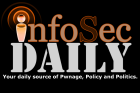 InfoSec
DAILY
Your daily source of Pwnage, Policy and Politics.